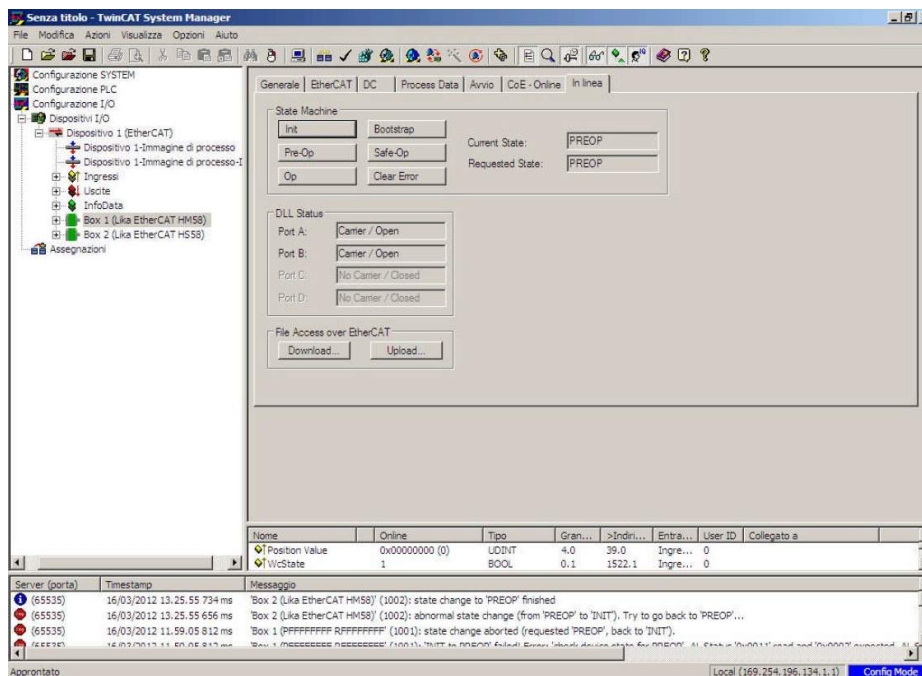 Senza titolo - TwinCAT System Manager
File Modifica Azioni Visualizza Opzioni Aiuto
Configurazione SYSTEM
Configurazione PLC
Configurazione I/O
Dispositivi I/O
Dispositivo 1 (EtherCAT)
Dispositivo 1-Immagine di processo
Dispositivo 1-Immagine di processo-I
Ingressi
Uscite
InfoData
Box 1 (Lika EtherCAT HM58)
Box 2 (Lika EtherCAT HS58)
Assegnazioni
Generale EtherCAT DC Process Data Avvio CoE - Online In linea
State Machine
Init Bootstrap
Pre-Op Safe-Op
Op Clear Error
Current State: PREOP
Requested State: PREOP
DLL Status
Port A: Carrier / Open
Port B: Carrier / Open
Port C: No Carrier / Closed
Port D: No Carrier / Closed
File Access over EtherCAT
Download... Upload...
Nome Online Tipo Gran... >Indiri... Entra... User ID Collegato a
Position Value 0x00000000 (0) UDINT 4.0 39.0 Ingre... 0
WcState 1 BOOL 0.1 1522.1 Ingre... 0
Server (porta) Timestamp Messaggio
(65535) 16/03/2012 13.25.55 734 ms 'Box 2 (Lika EtherCAT HM58)' (1002): state change to 'PREOP' finished
(65535) 16/03/2012 13.25.55 656 ms 'Box 2 (Lika EtherCAT HM58)' (1002): abnormal state change (from 'PREOP' to 'INIT'). Try to go back to 'PREOP'...
(65535) 16/03/2012 11.59.05 812 ms 'Box 1 (PFFFFFFFF RFFFFFFFF)' (1001): state change aborted (requested 'PREOP', back to 'INIT').
Approntato Local (169.254.196.134.1.1) Config Mode